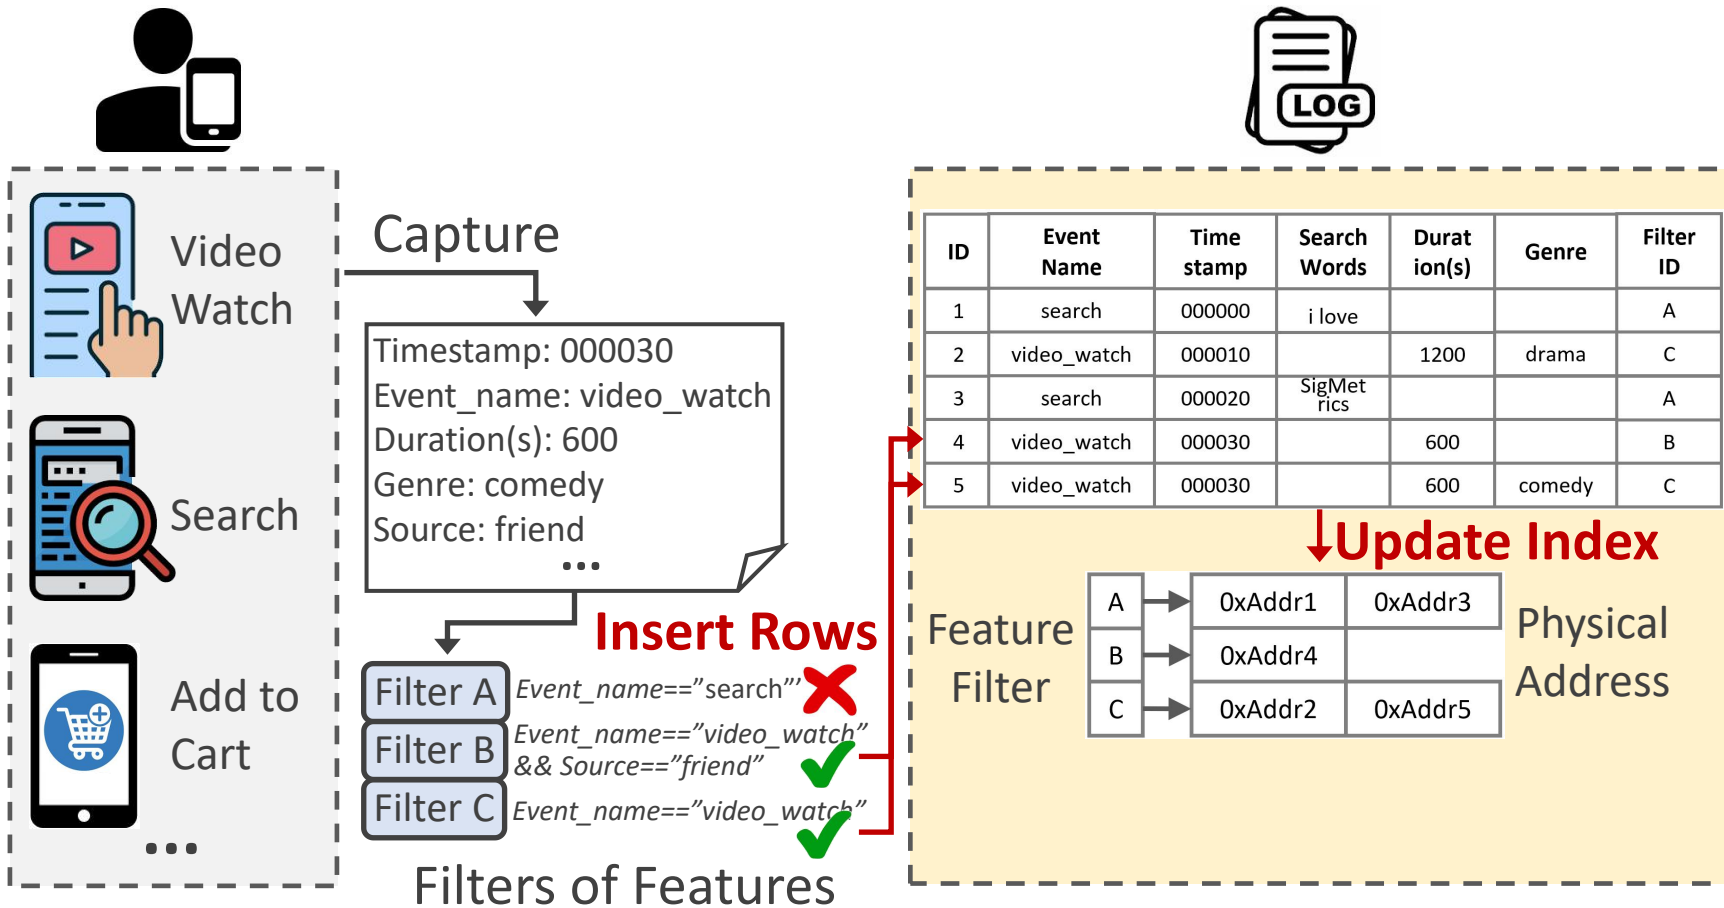 LOG
Video
Watch
Search
Add to
Cart
...
Capture
Timestamp: 000030
Event_name: video_watch
Duration(s): 600
Genre: comedy
Source: friend
...
Insert Rows
Filter A Event_name=="search"'
Filter B Event_name=="video_watch"
&& Source=="friend"
Filter C Event_name=="video_watch"
Filters of Features
ID Event Name Time stamp Search Words Durat ion(s) Genre Filter ID
1 search 000000 i love A
2 video_watch 000010 1200 drama C
3 search 000020 SigMet rics A
4 video_watch 000030 600 B
5 video_watch 000030 600 comedy C
Update Index
Feature
Filter
A 0xAddr1 0xAddr3
B 0xAddr4
C 0xAddr2 0xAddr5
Physical
Address